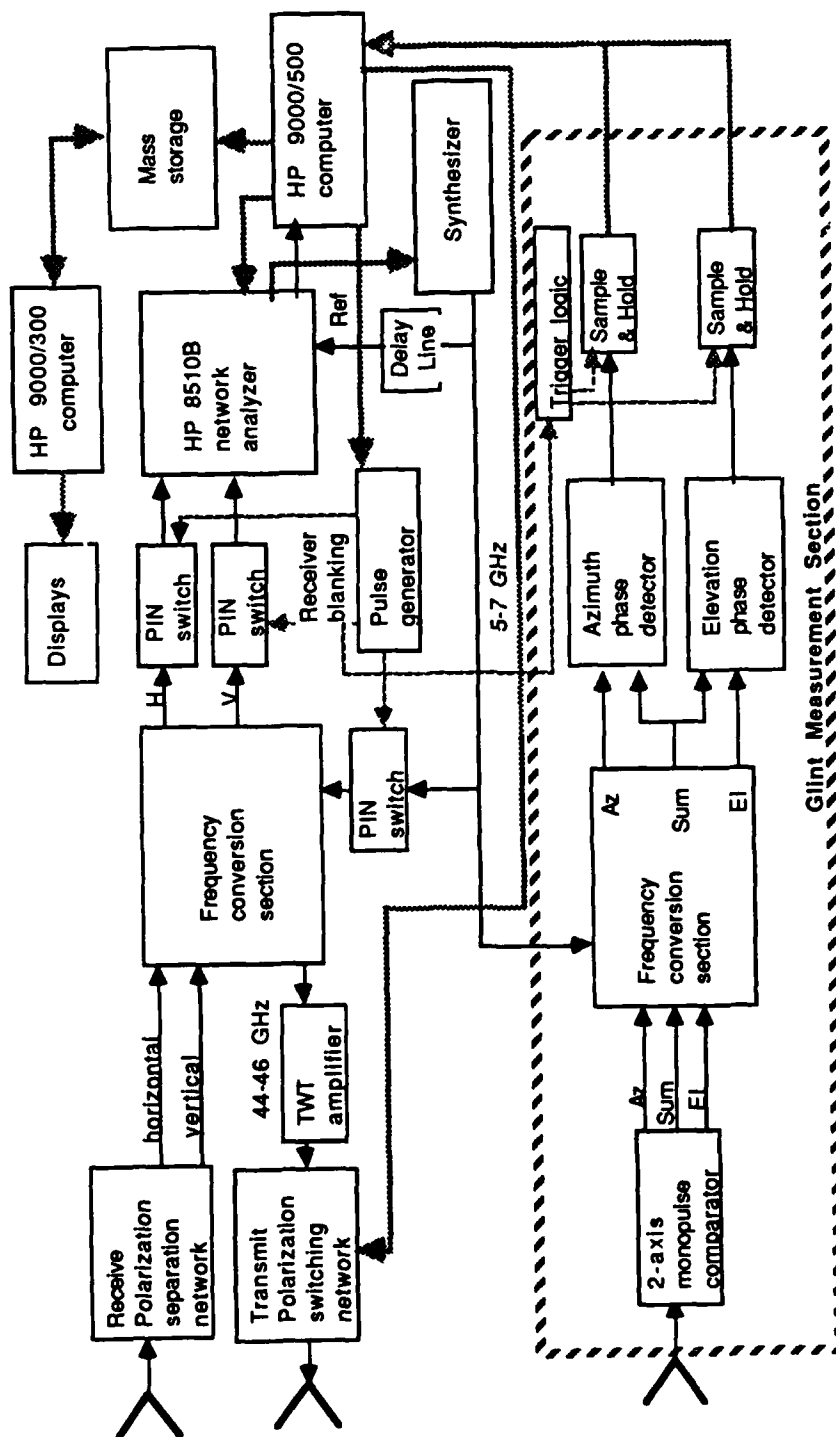 Receive
Polarization
separation
network
horizontal
vertical
Transmit
Polarization
switching
network
44-46 GHz
TWT
amplifier
Frequency
conversion
section
H
V
PIN
switch
PIN
switch
PIN
switch
Receiver
blanking
Pulse
generator
HP 8510B
network
analyzer
Ref
Delay
Line
5-7 GHz
Displays
HP 9000/300
computer
Mass
storage
HP 9000/500
computer
Synthesizer
2-axis
monopulse
comparator
Az
Sum
El
Frequency
conversion
section
Az
Sum
El
Azimuth
phase
detector
Elevation
phase
detector
Trigger logic
Sample
& Hold
Sample
& Hold
Glint Measurement Section